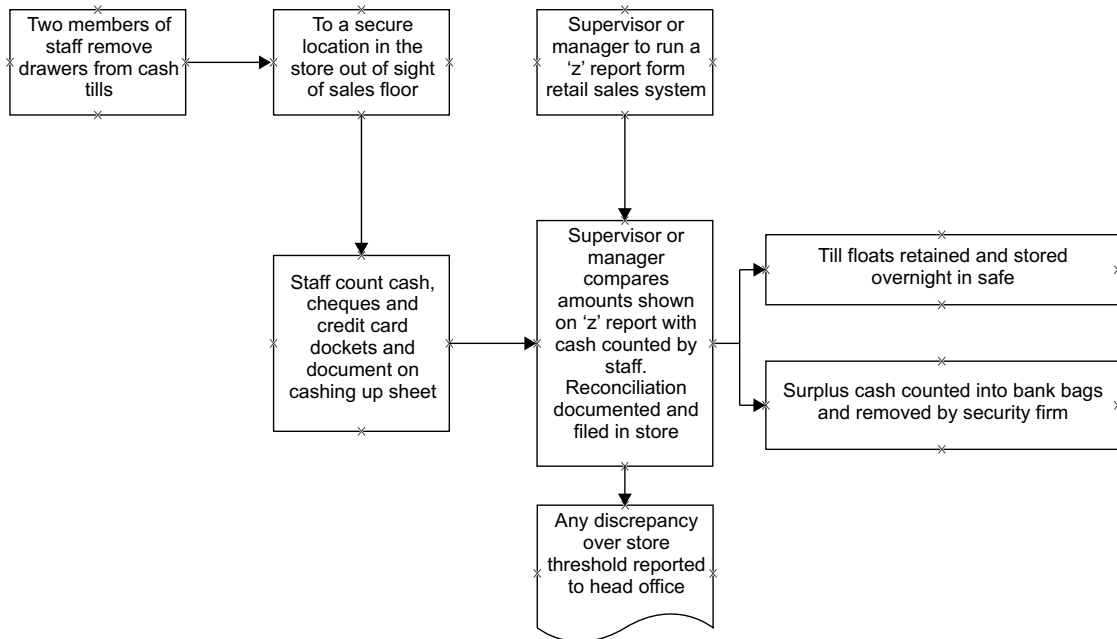 Two members of
staff remove
drawers from cash
tills
To a secure
location in the
store out of sight
of sales floor
Supervisor or
manager to run a
‘z’ report form
retail sales system
Staff count cash,
cheques and
credit card
dockets and
document on
cashing up sheet
Supervisor or
manager
compares
amounts shown
on ‘z’ report with
cash counted by
staff.
Reconciliation
documented and
filed in store
Till floats retained and stored
overnight in safe
Surplus cash counted into bank bags
and removed by security firm
Any discrepancy
over store
threshold reported
to head office